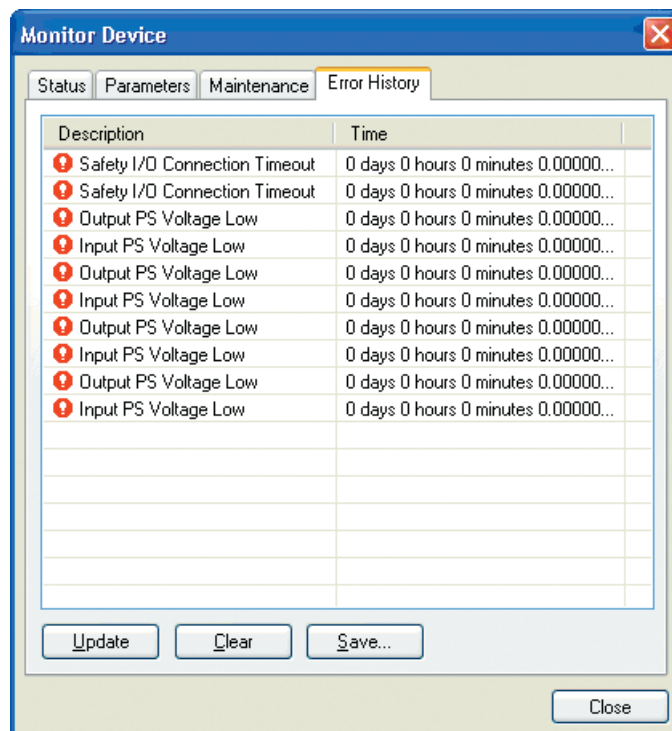 Monitor Device
Status Parameters Maintenance Error History
Description Time
Safety I/O Connection Timeout 0 days 0 hours 0 minutes 0.00000...
Safety I/O Connection Timeout 0 days 0 hours 0 minutes 0.00000...
Output PS Voltage Low 0 days 0 hours 0 minutes 0.00000...
Input PS Voltage Low 0 days 0 hours 0 minutes 0.00000...
Output PS Voltage Low 0 days 0 hours 0 minutes 0.00000...
Input PS Voltage Low 0 days 0 hours 0 minutes 0.00000...
Output PS Voltage Low 0 days 0 hours 0 minutes 0.00000...
Input PS Voltage Low 0 days 0 hours 0 minutes 0.00000...
Output PS Voltage Low 0 days 0 hours 0 minutes 0.00000...
Input PS Voltage Low 0 days 0 hours 0 minutes 0.00000...
Update Clear Save...
Close